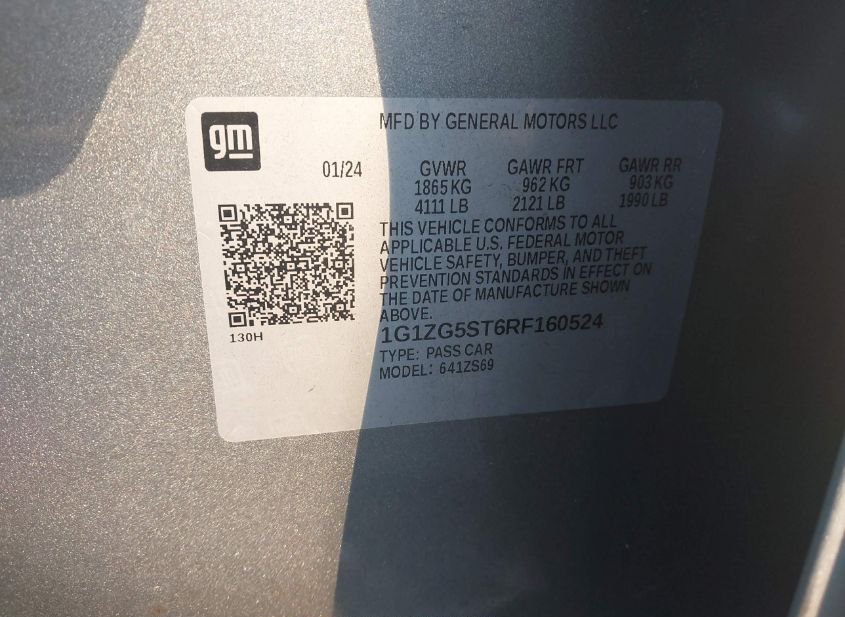 gm
MFD BY GENERAL MOTORS LLC
01/24
GVWR GAWR FRT GAWR RR
1865 KG 962 KG 903 KG
4111 LB 2121 LB 1990 LB
THIS VEHICLE CONFORMS TO ALL
APPLICABLE U.S. FEDERAL MOTOR
VEHICLE SAFETY, BUMPER, AND THEFT
PREVENTION STANDARDS IN EFFECT ON
THE DATE OF MANUFACTURE SHOWN
ABOVE.
130H
1G1ZG5ST6RF160524
TYPE: PASS CAR
MODEL: 641ZS69